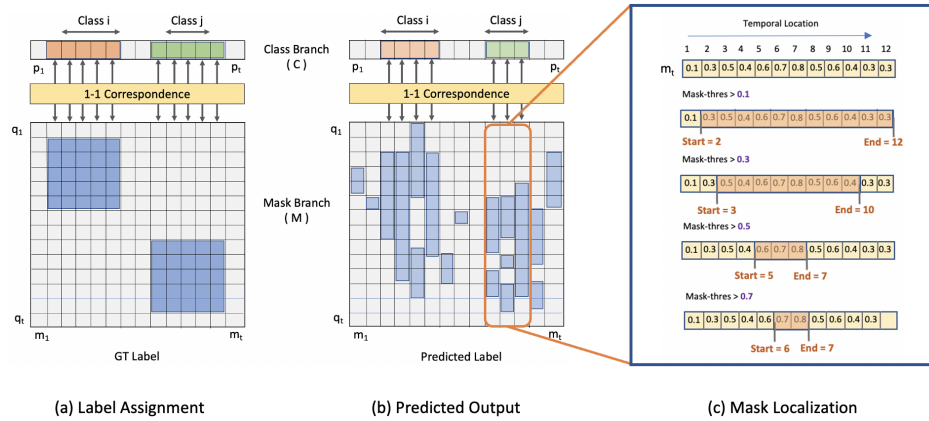 Class i
Class j
p1
pt
1-1 Correspondence
q1
qt
m1
mt
GT Label
(a) Label Assignment
Class Branch
( C )
Mask Branch
( M )
Class i
Class j
p1
pt
1-1 Correspondence
q1
qt
m1
mt
Predicted Label
(b) Predicted Output
Temporal Location
1 2 3 4 5 6 7 8 9 10 11 12
mt 0.1 0.3 0.5 0.4 0.6 0.7 0.8 0.5 0.6 0.4 0.3 0.3
Mask-thres > 0.1
0.1 0.3 0.5 0.4 0.6 0.7 0.8 0.5 0.6 0.4 0.3 0.3
Start = 2 End = 12
Mask-thres > 0.3
0.1 0.3 0.5 0.4 0.6 0.7 0.8 0.5 0.6 0.4 0.3 0.3
Start = 3 End = 10
Mask-thres > 0.5
0.1 0.3 0.5 0.4 0.6 0.7 0.8 0.5 0.6 0.4 0.3 0.3
Start = 5 End = 7
Mask-thres > 0.7
0.1 0.3 0.5 0.4 0.6 0.7 0.8 0.5 0.6 0.4 0.3
Start = 6 End = 7
(c) Mask Localization